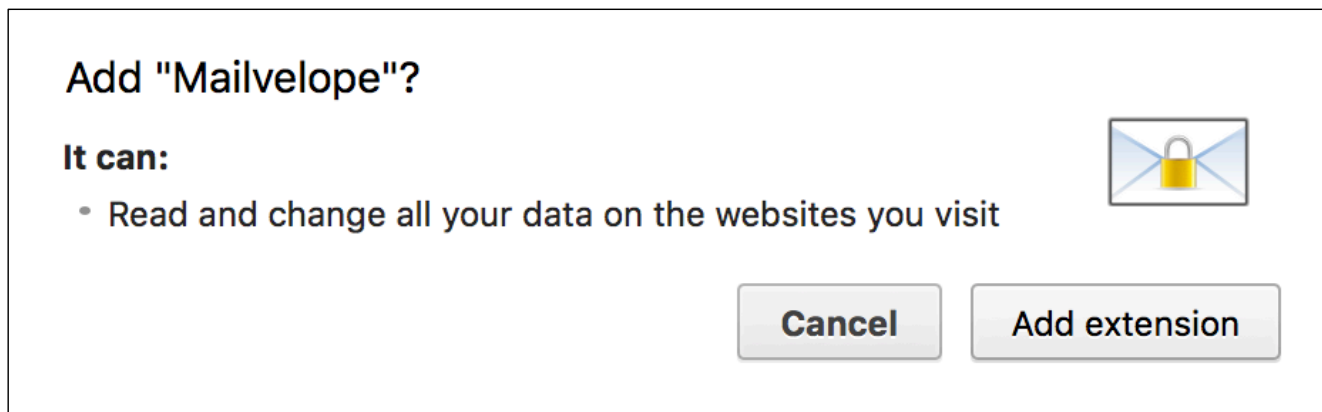 Add "Mailvelope"?
It can:
• Read and change all your data on the websites you visit
Cancel
Add extension